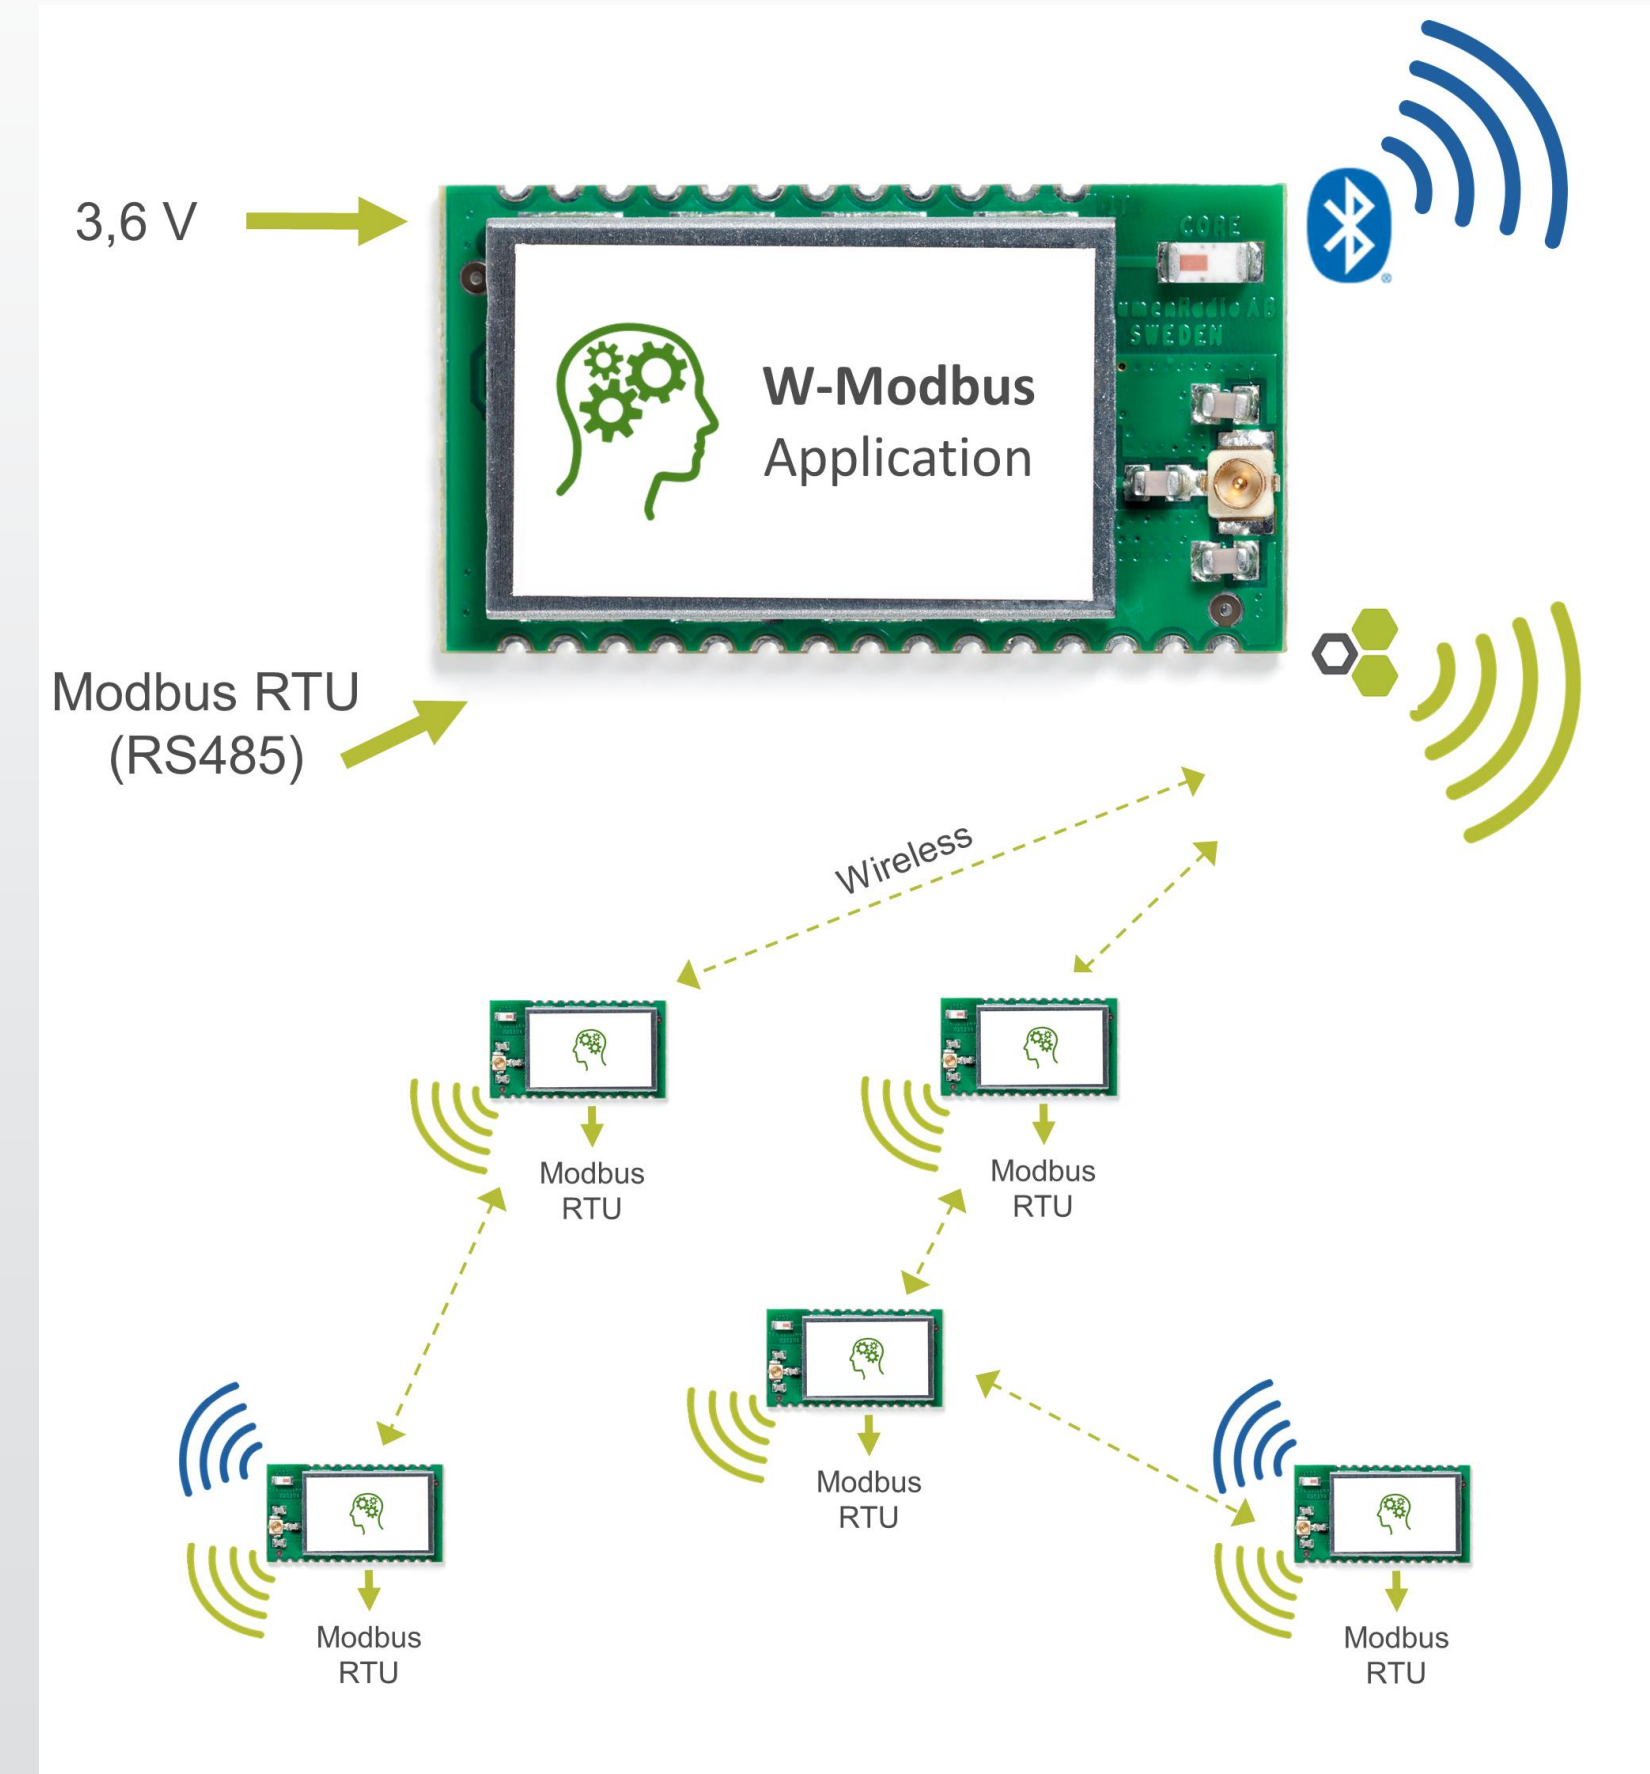 3,6 V
CORE
SWEDEN
W-Modbus
Application
Modbus RTU
(RS485)
Wireless
Modbus
RTU
Modbus
RTU
Modbus
RTU
Modbus
RTU
Modbus
RTU